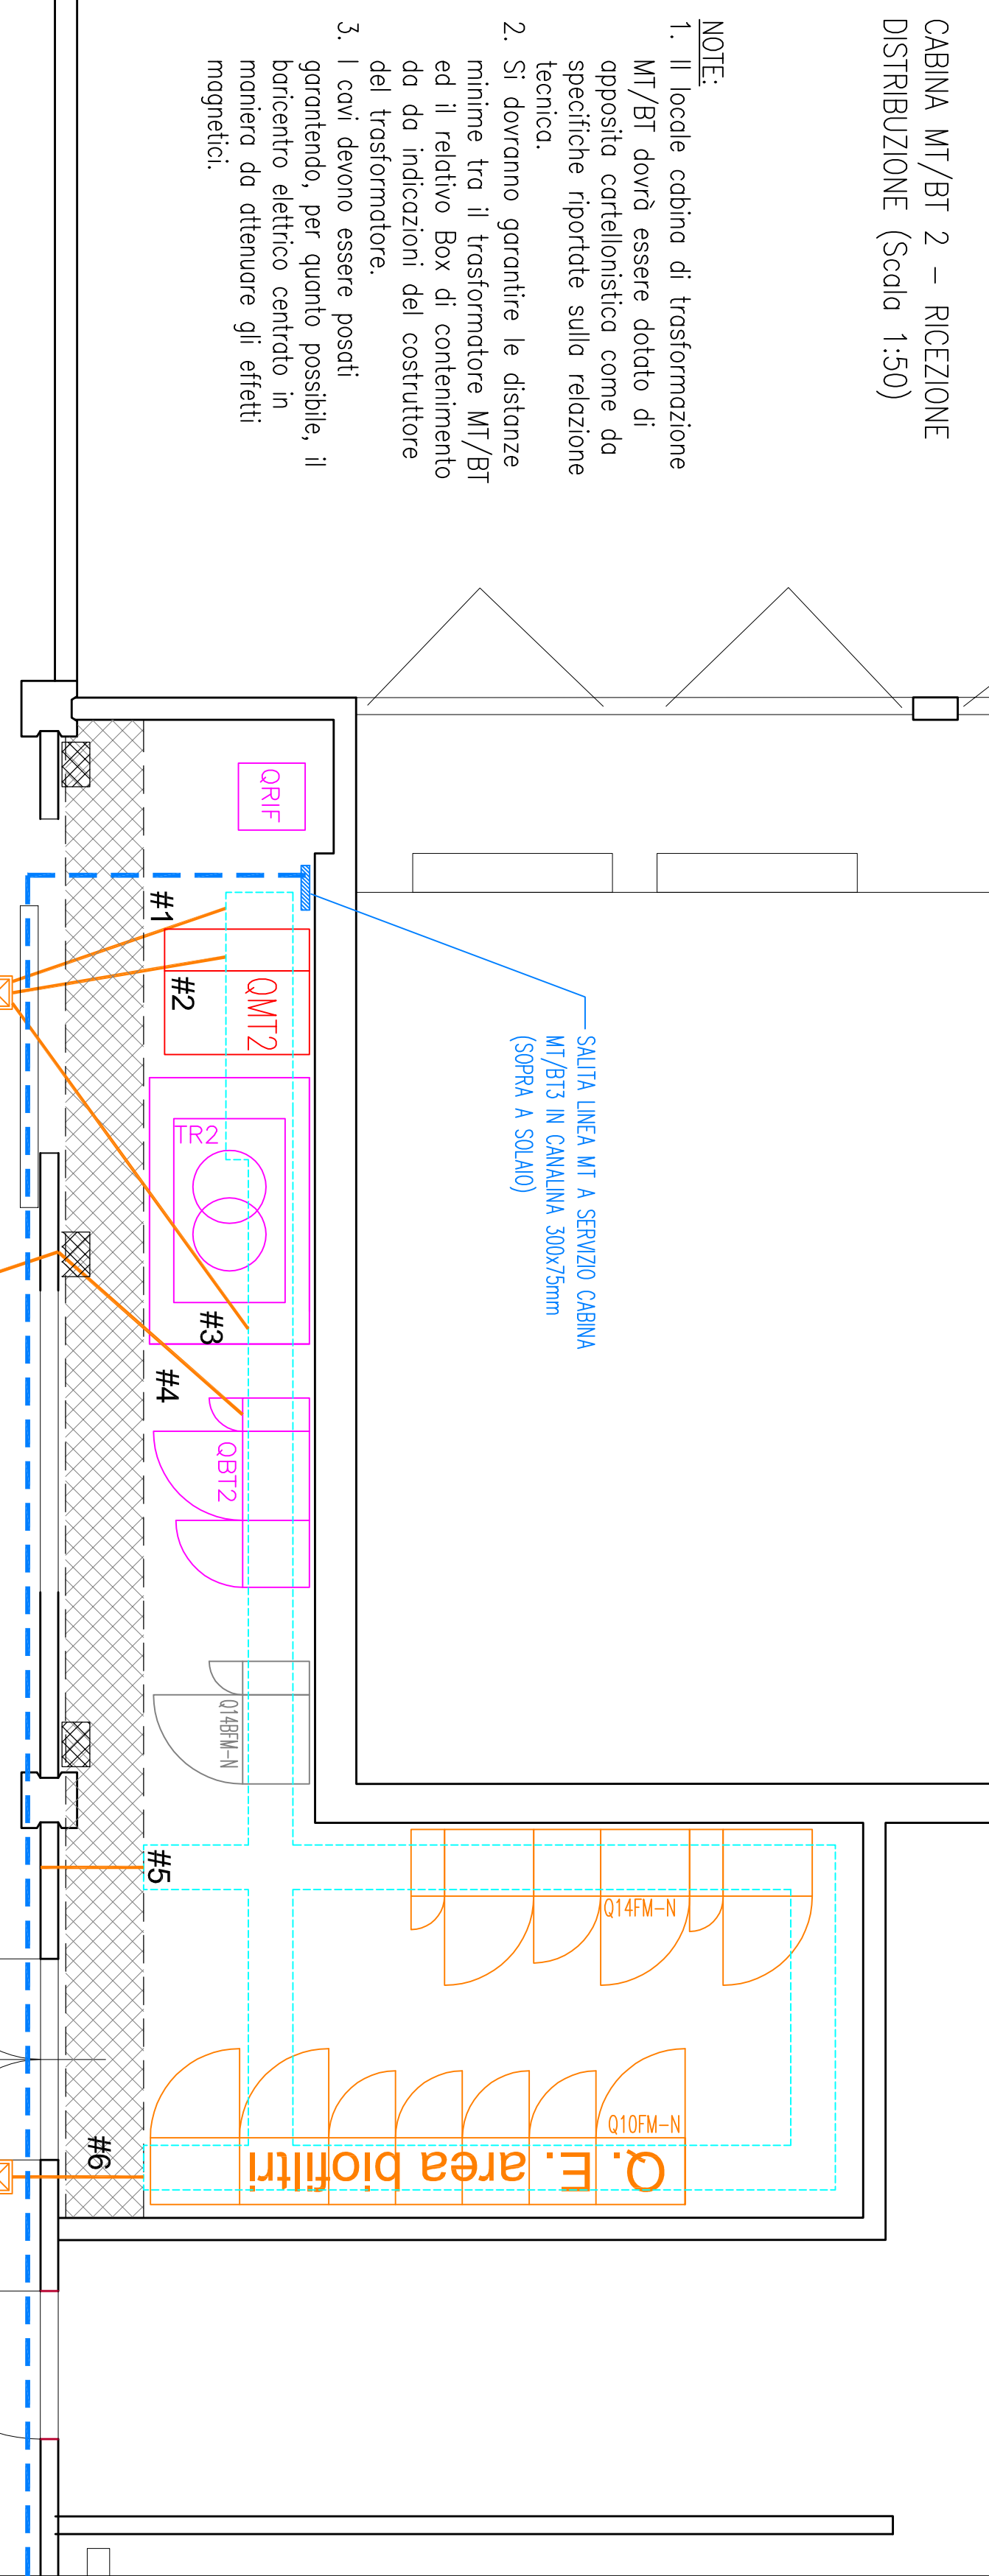 CABINA MT/BT 2 - RICEZIONE
DISTRIBUZIONE (Scala 1:50)
NOTE:
1. Il locale cabina di trasformazione
MT/BT dovrà essere dotato di
apposita cartellonistica come da
specifiche riportate sulla relazione
tecnica.
2. Si dovranno garantire le distanze
minime tra il trasformatore MT/BT
ed il relativo Box di contenimento
da da indicazioni del costruttore
del trasformatore.
3. I cavi devono essere posati
garantendo, per quanto possibile, il
baricentro elettrico centrato in
maniera da attenuare gli effetti
magnetici.
SALITA LINEA MT A SERVIZIO CABINA
MT/BT3 IN CANALINA 300x75mm
(SOPRA A SOLAIO)
QRIF
#1
#2
QMT2
TR2
#3
#4
QBT2
Q14BFM-N
#5
Q14FM-N
Q10FM-N
Q. E. area biofiltri
#6